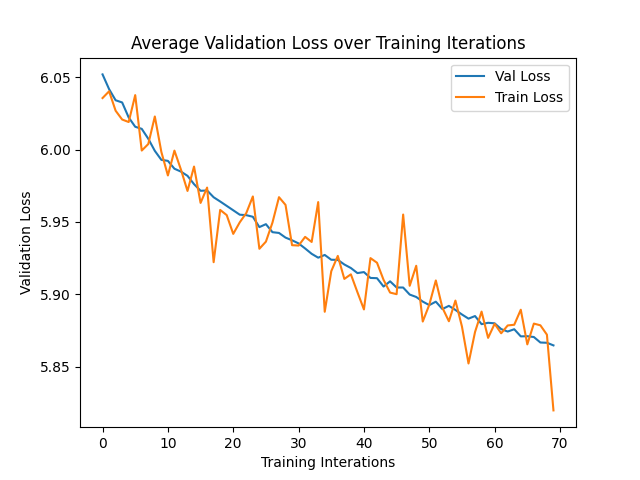 Average Validation Loss over Training Iterations
Val Loss
Train Loss
6.05
6.00
5.95
5.90
5.85
Validation Loss
0 10 20 30 40 50 60 70
Training Interations